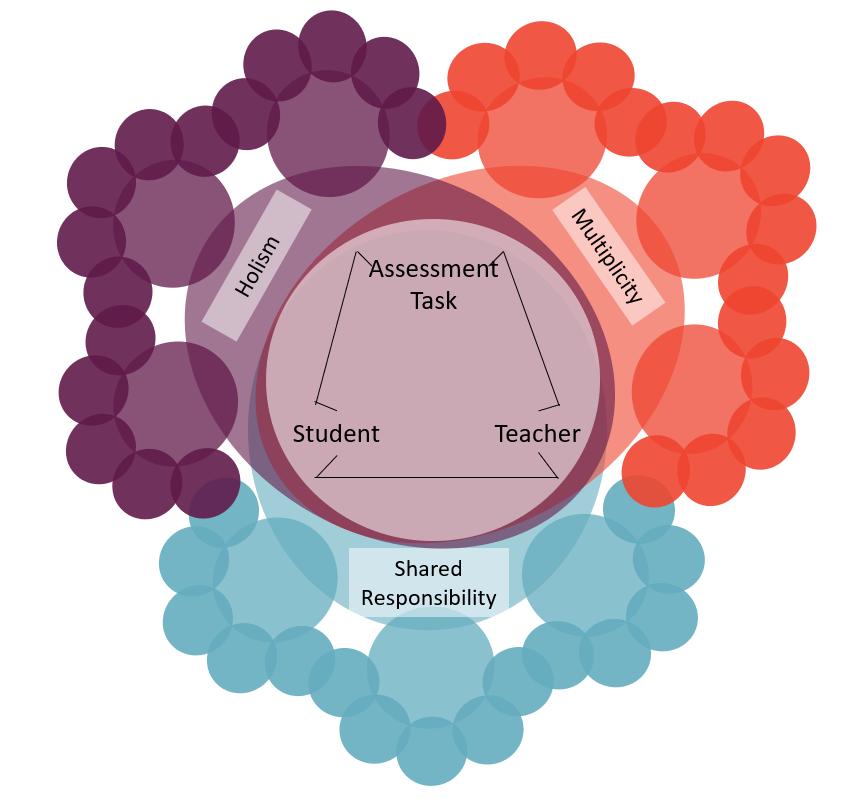 Holism
Multiplicity
Assessment
Task
Student
Teacher
Shared
Responsibility